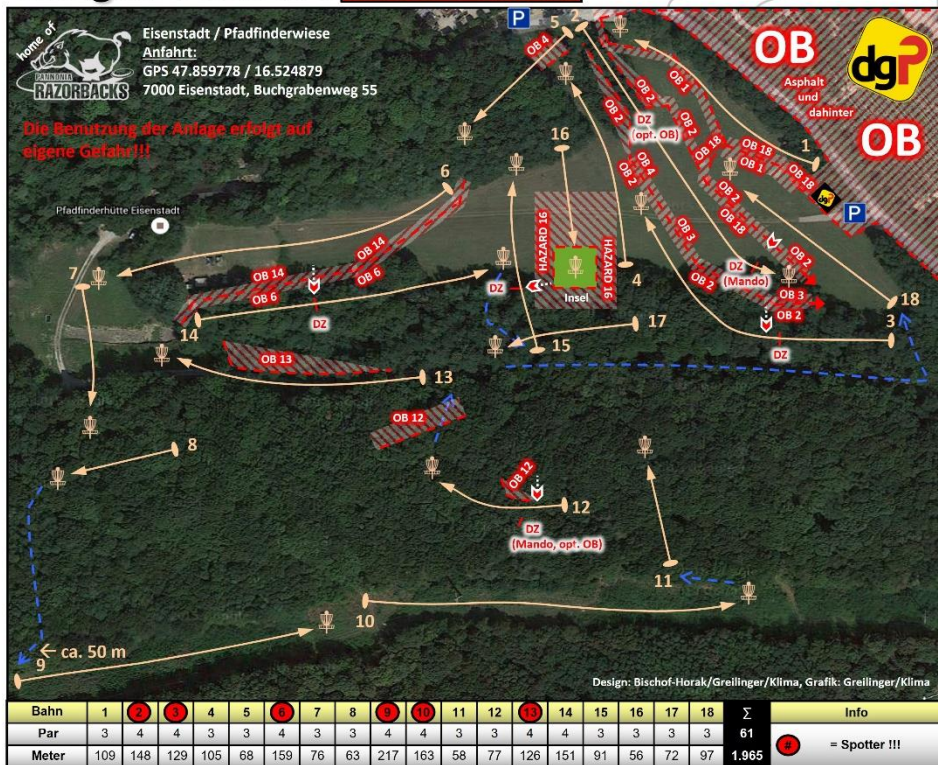 home of
PANNONIA
RAZORBACKS
Eisenstadt / Pfadfinderwiese
Anfahrt:
GPS 47.859778 / 16.524879
7000 Eisenstadt, Buchgrabenweg 55
Die Benutzung der Anlage erfolgt auf
eigene Gefahr!!!
P
5
2
OB 4
OB 1
OB
Asphalt
und
dahinter
OB
dgP
OB 2
OB 2
DZ
(opt. OB)
OB 2
OB 18
OB 18
OB 1
OB 18
1
dgP
P
16
OB 4
OB 2
OB 2
OB 18
6
Pfadfinderhütte Eisenstadt
OB 14
OB 6
OB 14
OB 6
DZ
HAZARD 16
HAZARD 16
Insel
DZ
4
OB 3
OB 2
OB 2
DZ
(Mando)
OB 3
OB 2
DZ
18
3
7
14
17
15
OB 13
13
OB 12
8
OB 12
12
DZ
(Mando, opt. OB)
11
10
ca. 50 m
9
Design: Bischof-Horak/Greilinger/Klima, Grafik: Greilinger/Klima
Bahn 1 2 3 4 5 6 7 8 9 10 11 12 13 14 15 16 17 18 Σ Info
Par 3 4 4 3 3 4 3 3 4 4 3 3 4 4 3 3 3 3 61 # = Spotter !!!
Meter 109 148 129 105 68 159 76 63 217 163 58 77 126 151 91 56 72 97 1.965